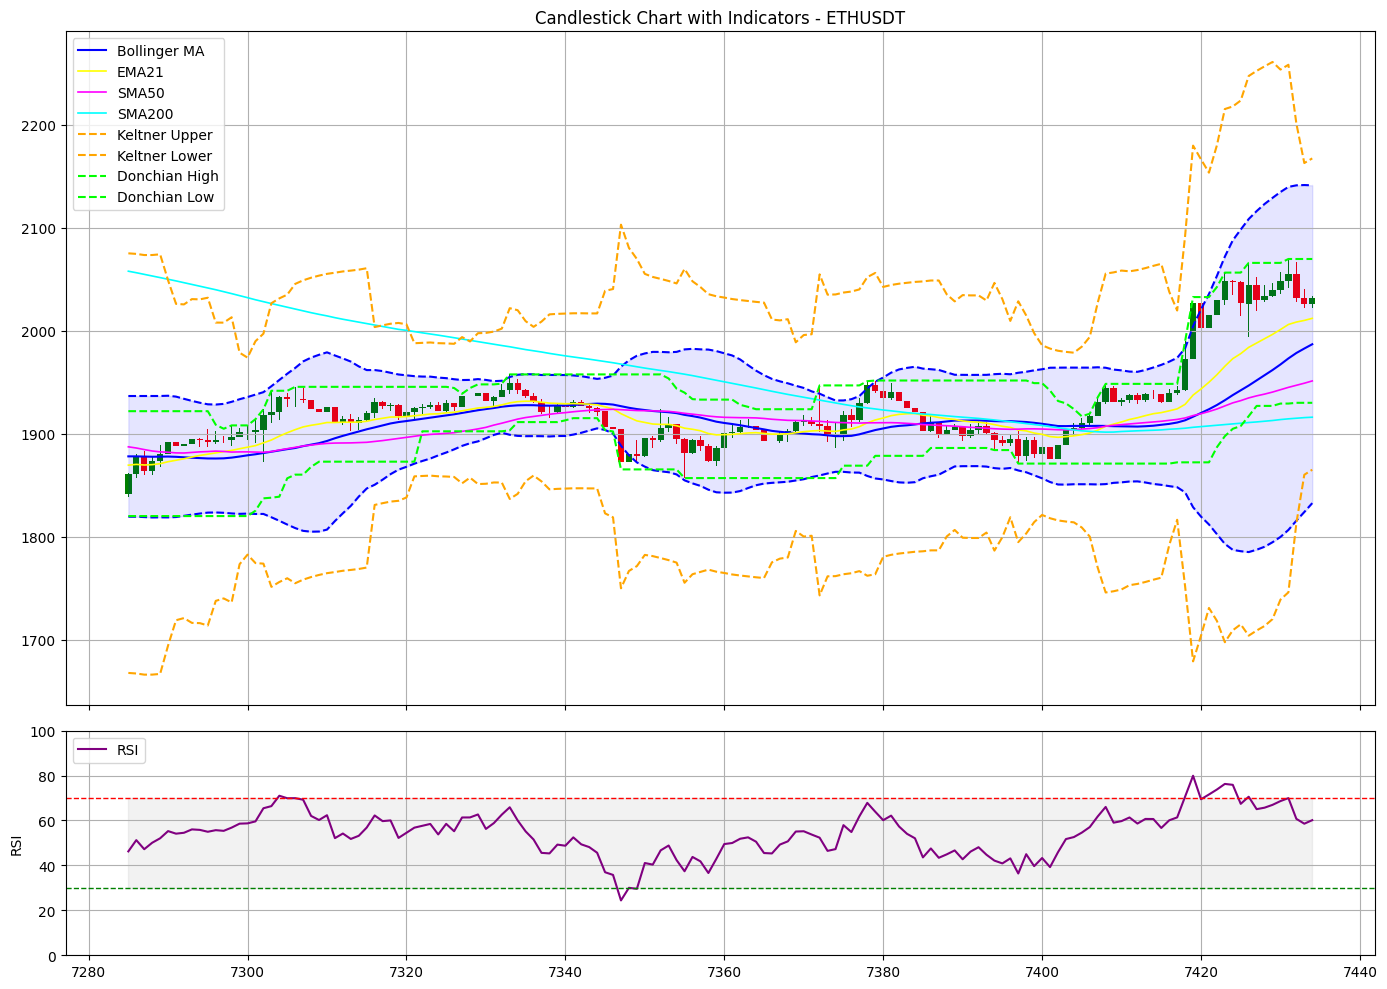 Candlestick Chart with Indicators - ETHUSDT
Bollinger MA
EMA21
SMA50
SMA200
Keltner Upper
Keltner Lower
Donchian High
Donchian Low
2200
2100
2000
1900
1800
1700
RSI
100
80
60
40
20
0
RSI
7280
7300
7320
7340
7360
7380
7400
7420
7440